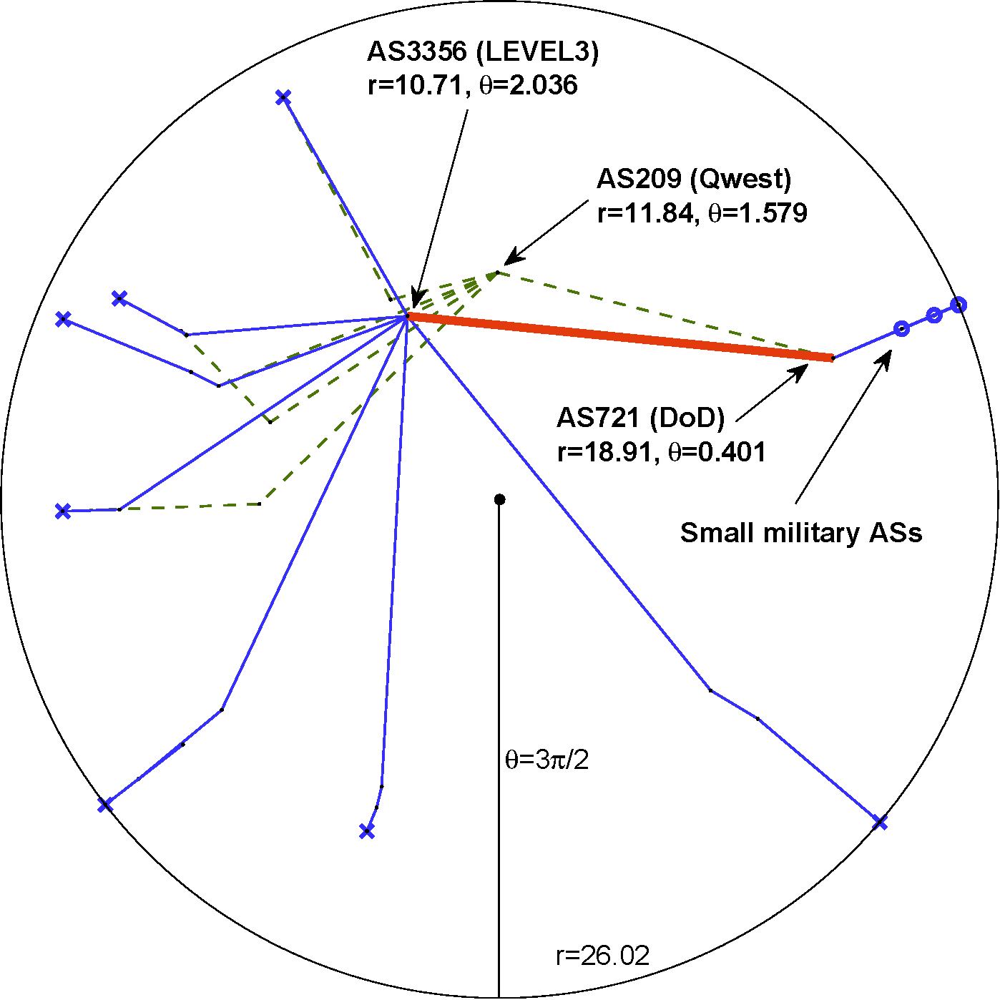 AS3356 (LEVEL3)
r=10.71, θ=2.036
AS209 (Qwest)
r=11.84, θ=1.579
AS721 (DoD)
r=18.91, θ=0.401
Small military ASs
θ=3π/2
r=26.02